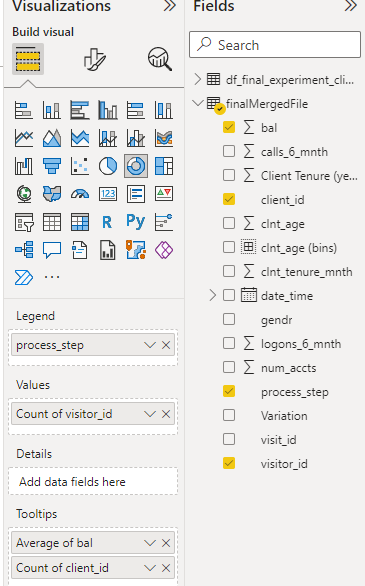 Visualizations
Build visual
123
R
Py
Legend
process_step
Values
Count of visitor_id
Details
Add data fields here
Tooltips
Average of bal
Count of client_id
Fields
Search
df_final_experiment_cli...
finalMergedFile
bal
calls_6_mnth
Client Tenure (ye...
client_id
clnt_age
clnt_age (bins)
clnt_tenure_mnth
date_time
gendr
logons_6_mnth
num_accts
process_step
Variation
visit_id
visitor_id